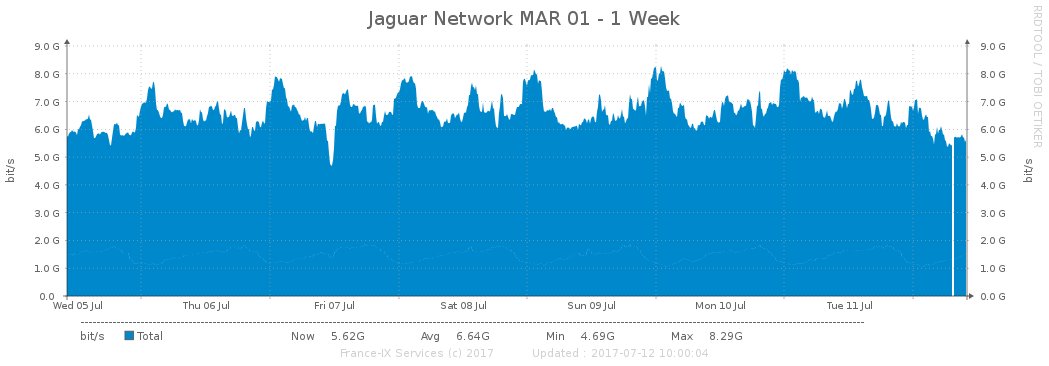 Jaguar Network MAR 01 - 1 Week
RRDTOOL / TOBI OETIKER
9.0 G 9.0 G
8.0 G 8.0 G
7.0 G 7.0 G
6.0 G 6.0 G
5.0 G 5.0 G
4.0 G 4.0 G
3.0 G 3.0 G
2.0 G 2.0 G
1.0 G 1.0 G
0.0 0.0 G
bit/s bit/s
Wed 05 Jul Thu 06 Jul Fri 07 Jul Sat 08 Jul Sun 09 Jul Mon 10 Jul Tue 11 Jul
bit/s Total Now 5.62G Avg 6.64G Min 4.69G Max 8.29G
France-IX Services (c) 2017 Updated : 2017-07-12 10:00:04